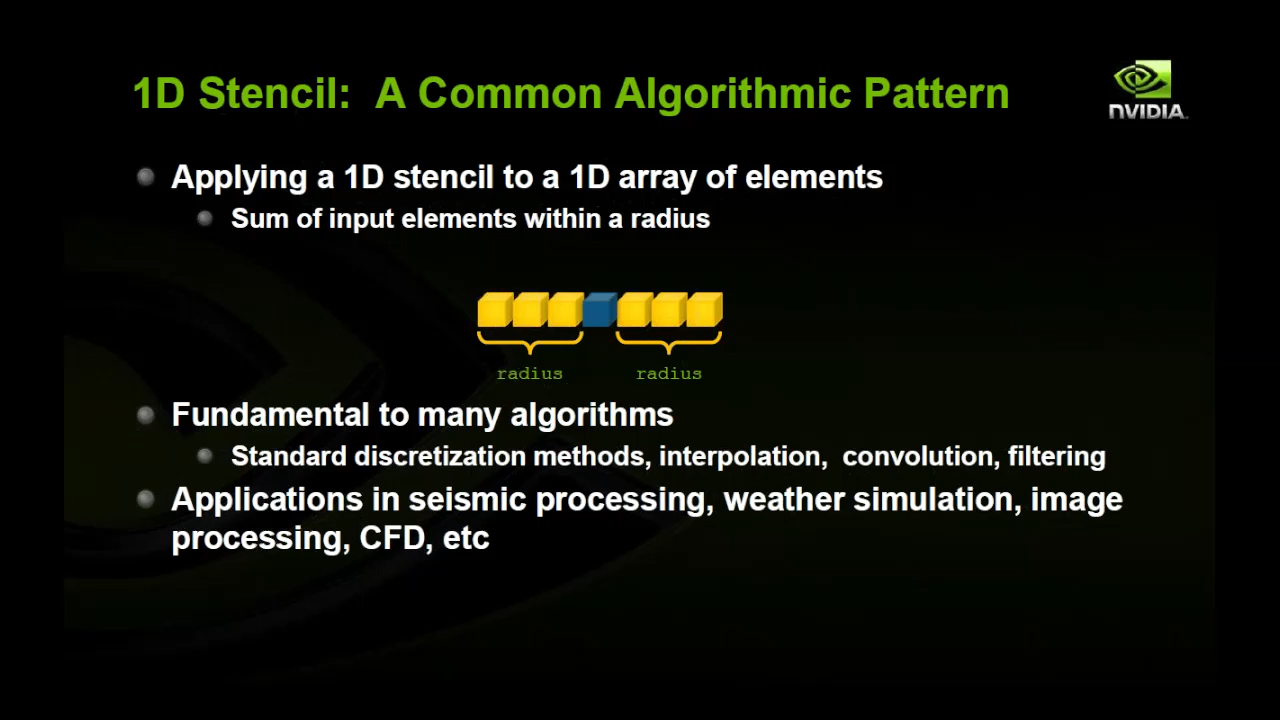 1D Stencil:  A Common Algorithmic Pattern
NVIDIA
Applying a 1D stencil to a 1D array of elements
Sum of input elements within a radius
radius radius
Fundamental to many algorithms
Standard discretization methods, interpolation,  convolution, filtering
Applications in seismic processing, weather simulation, image
processing, CFD, etc